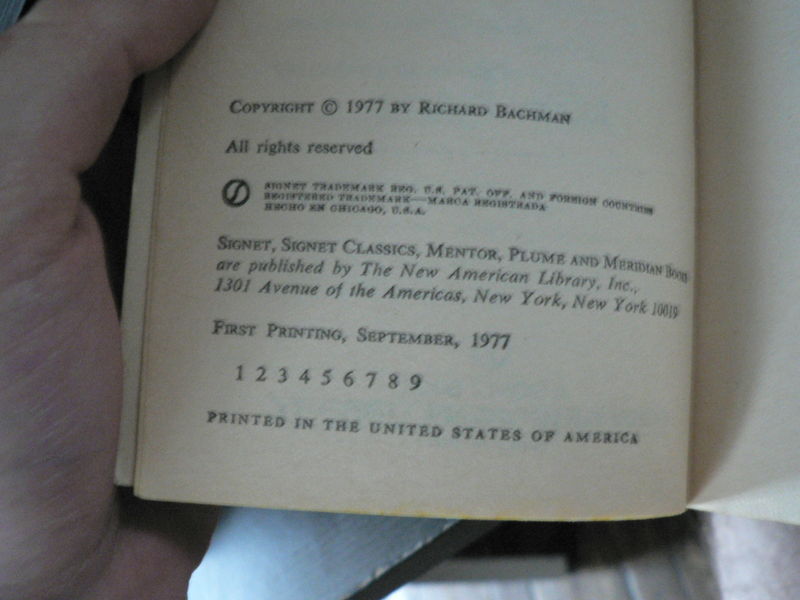 COPYRIGHT © 1977 BY RICHARD BACHMAN
All rights reserved
SIGNET TRADEMARK REG. U.S. PAT. OFF. AND FOREIGN COUNTRIES
REGISTERED TRADEMARK—MARCA REGISTRADA
HECHO EN CHICAGO, U.S.A.
SIGNET, SIGNET CLASSICS, MENTOR, PLUME AND MERIDIAN BOOKS
are published by The New American Library, Inc.,
1301 Avenue of the Americas, New York, New York 10019
FIRST PRINTING, SEPTEMBER, 1977
1 2 3 4 5 6 7 8 9
PRINTED IN THE UNITED STATES OF AMERICA